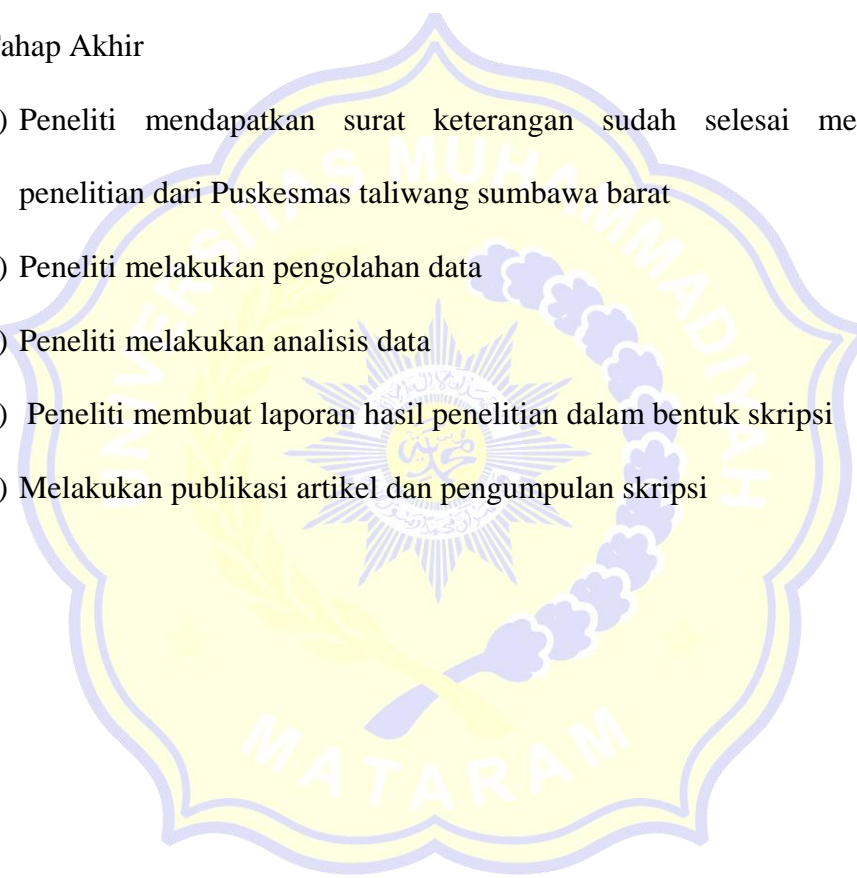 ahap Akhir
) Peneliti mendapatkan surat keterangan sudah selesai me
penelitian dari Puskesmas taliwang sumbawa barat
) Peneliti melakukan pengolahan data
) Peneliti melakukan analisis data
) Peneliti membuat laporan hasil penelitian dalam bentuk skripsi
) Melakukan publikasi artikel dan pengumpulan skripsi
UNIVERSITAS MUHAMMADIYAH
MATARAM